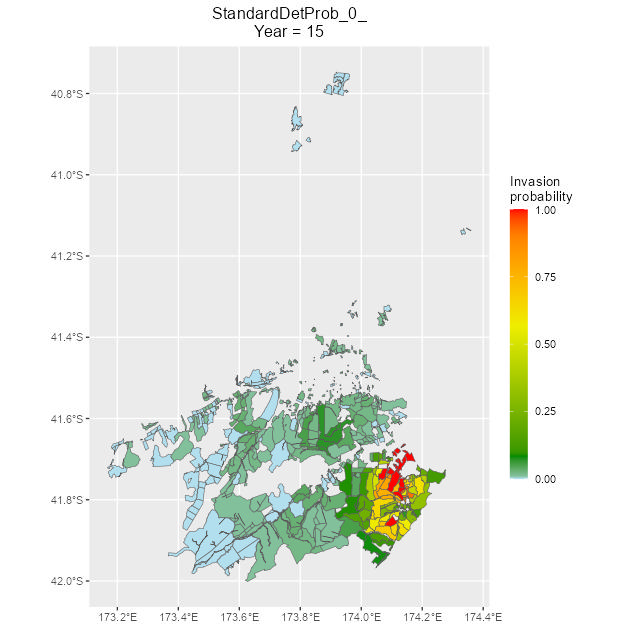 StandardDetProb_0_
Year = 15
40.8°S
41.0°S
41.2°S
41.4°S
41.6°S
41.8°S
42.0°S
173.2°E 173.4°E 173.6°E 173.8°E 174.0°E 174.2°E 174.4°E
Invasion
probability
1.00
0.75
0.50
0.25
0.00